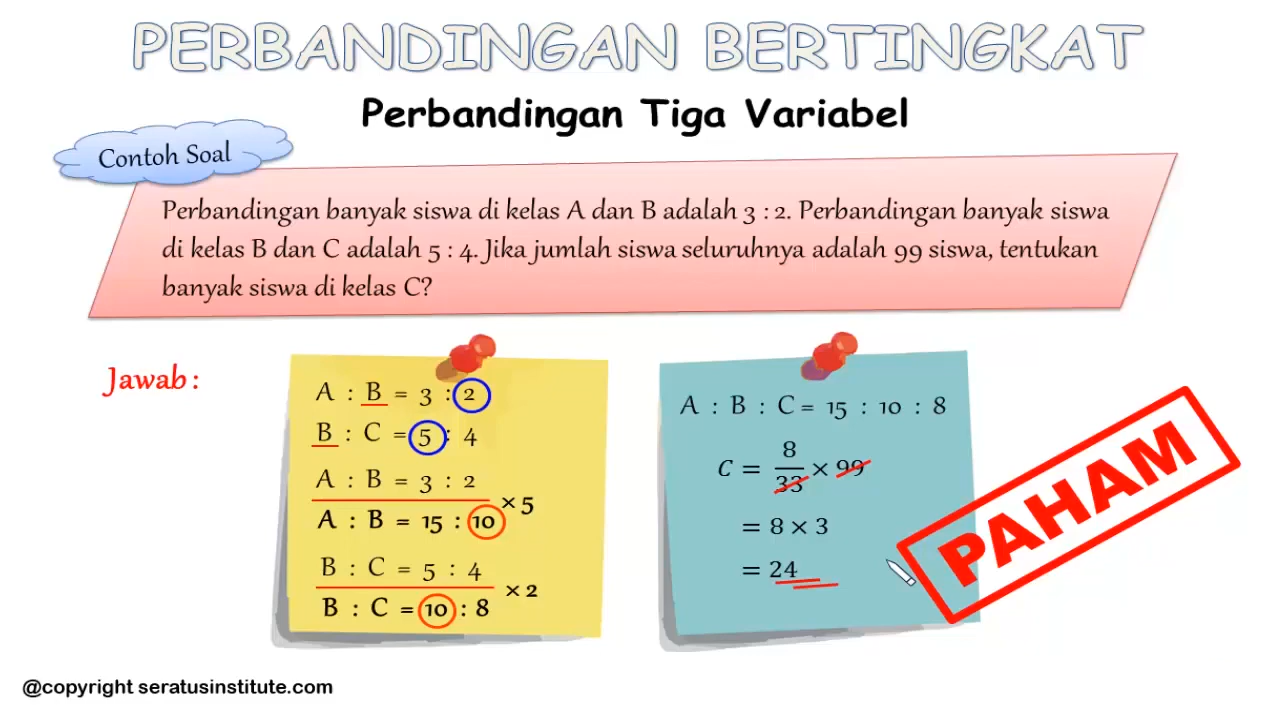 PERBANDINGAN BERTINGKAT
Perbandingan Tiga Variabel
Contoh Soal
Perbandingan banyak siswa di kelas A dan B adalah 3 : 2. Perbandingan banyak siswa
di kelas B dan C adalah 5 : 4. Jika jumlah siswa seluruhnya adalah 99 siswa, tentukan
banyak siswa di kelas C?
Jawab :
A : B = 3 : 2
B : C = 5 : 4
A : B = 3 : 2
× 5
A : B = 15 : 10
B : C = 5 : 4
× 2
B : C = 10 : 8
A : B : C = 15 : 10 : 8
C = 8/33 × 99
= 8 × 3
= 24
PAHAM
@copyright seratusinstitute.com